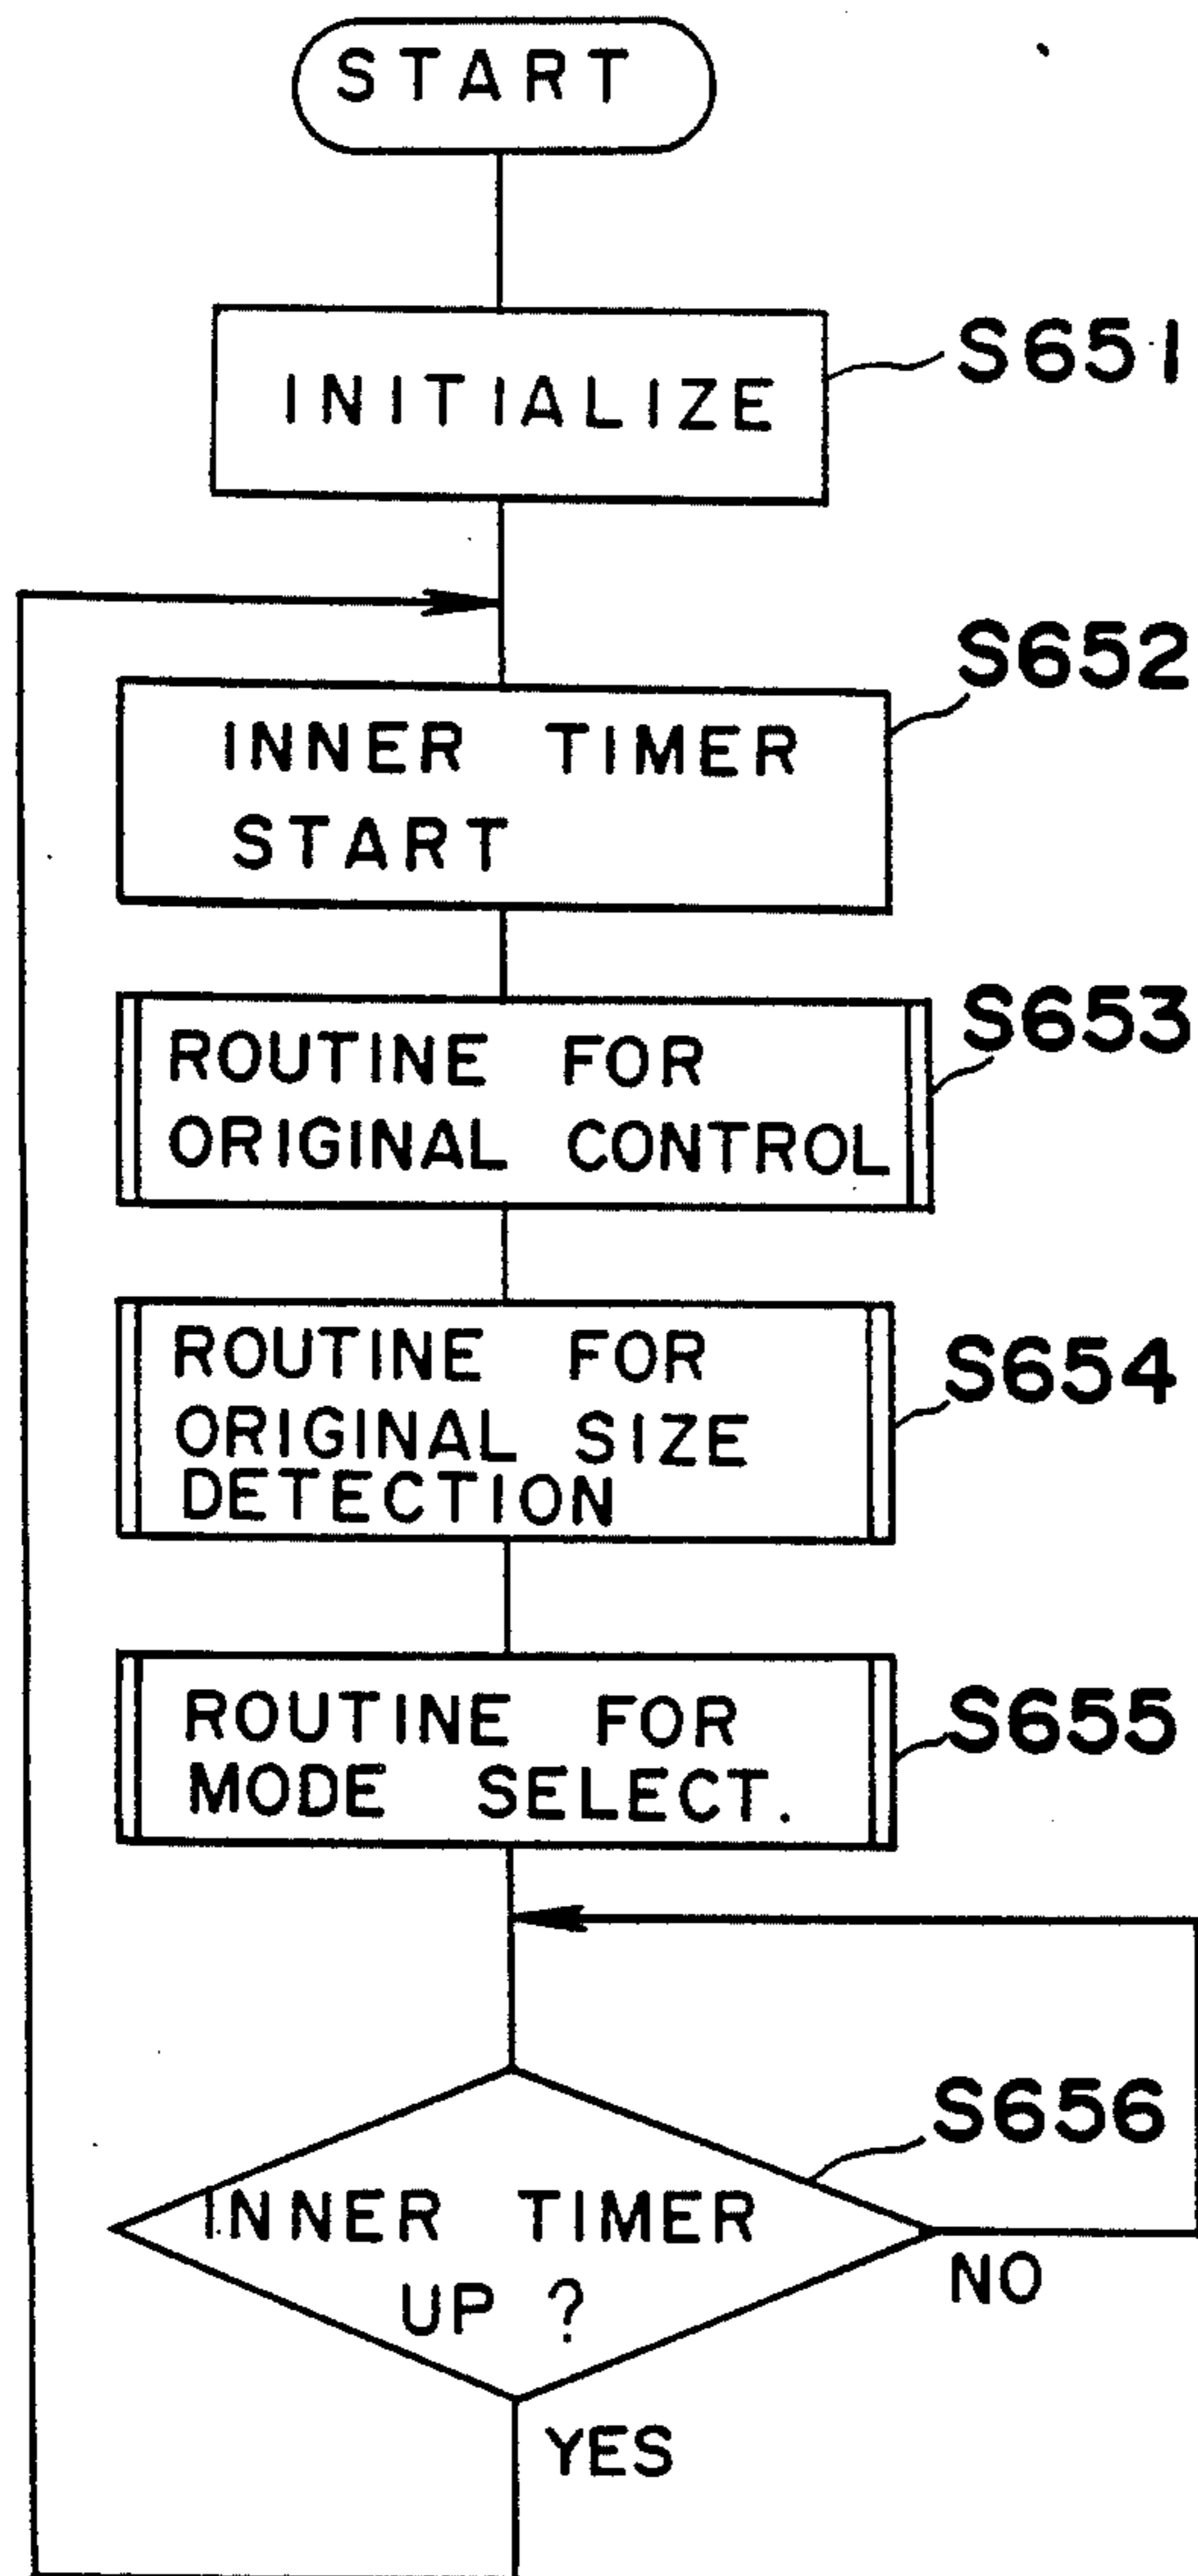 START
INITIALIZE
S651
INNER TIMER
START
S652
ROUTINE FOR
ORIGINAL CONTROL
S653
ROUTINE FOR
ORIGINAL SIZE
DETECTION
S654
ROUTINE FOR
MODE SELECT.
S655
INNER TIMER
UP ?
S656
NO
YES